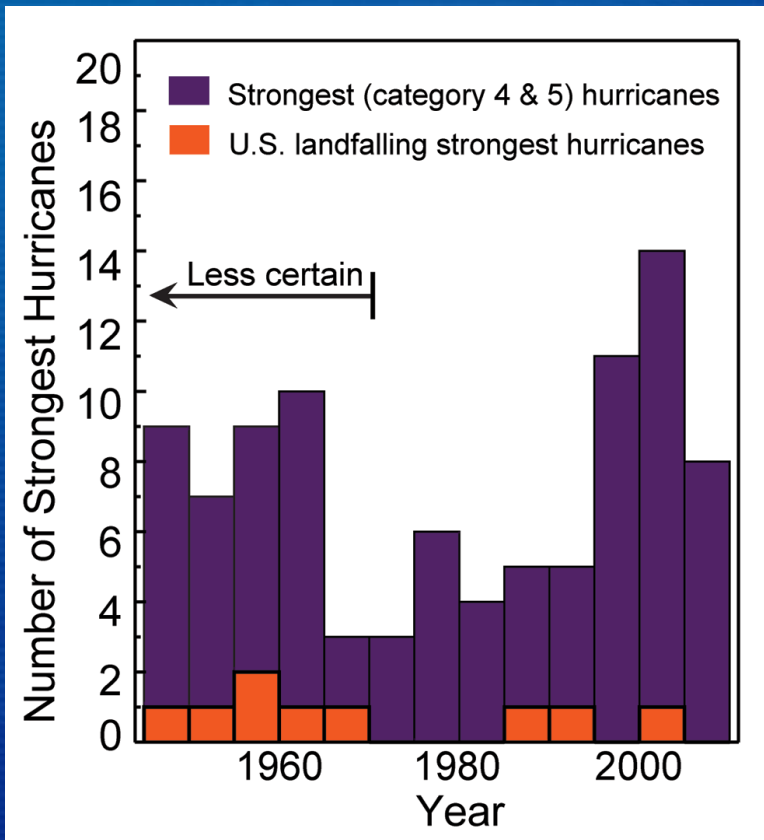 Number of Strongest Hurricanes
20
18
16
14
12
10
8
6
4
2
0
Strongest (category 4 & 5) hurricanes
U.S. landfalling strongest hurricanes
Less certain
1960
1980
2000
Year